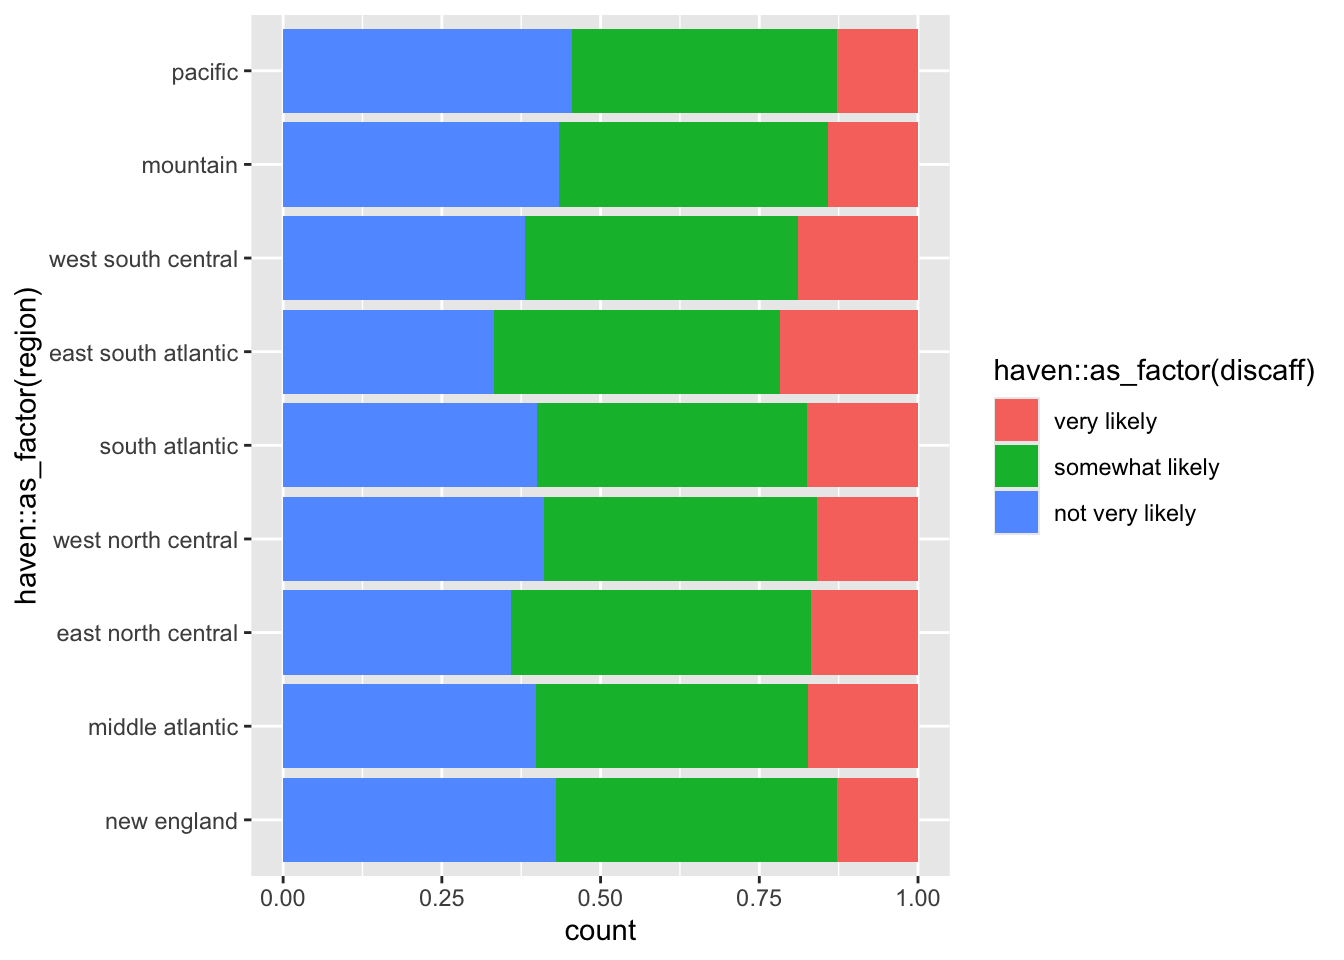 pacific
mountain
west south central
east south atlantic
south atlantic
west north central
east north central
middle atlantic
new england
haven::as_factor(region)
0.00 0.25 0.50 0.75 1.00
count
haven::as_factor(discaff)
very likely
somewhat likely
not very likely